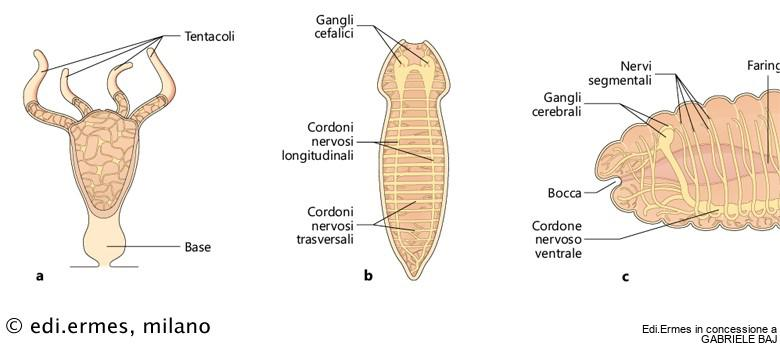 Tentacoli
Base
a
Gangli
cefalici
Cordoni
nervosi
longitudinali
Cordoni
nervosi
trasversali
b
Nervi
segmentali
Faring
Gangli
cerebrali
Bocca
Cordone
nervoso
ventrale
c
© edi.ermes, milano
Edi.Ermes in concessione a
GABRIELE BAJ